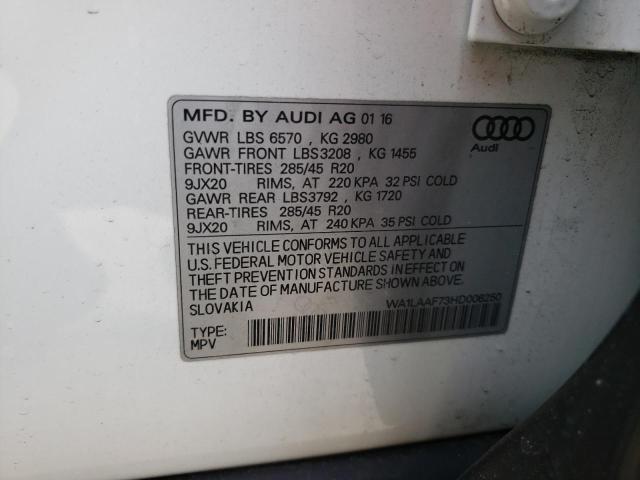 MFD. BY AUDI AG 01 16
GVWR LBS 6570 , KG 2980
GAWR FRONT LBS3208 , KG 1455
FRONT-TIRES 285/45 R20
9JX20 RIMS, AT 220 KPA 32 PSI COLD
GAWR REAR LBS3792 , KG 1720
REAR-TIRES 285/45 R20
9JX20 RIMS, AT 240 KPA 35 PSI COLD
Audi
THIS VEHICLE CONFORMS TO ALL APPLICABLE
U.S. FEDERAL MOTOR VEHICLE SAFETY AND
THEFT PREVENTION STANDARDS IN EFFECT ON
THE DATE OF MANUFACTURE SHOWN ABOVE.
SLOVAKIA
WA1LAAF73HD006250
TYPE:
MPV